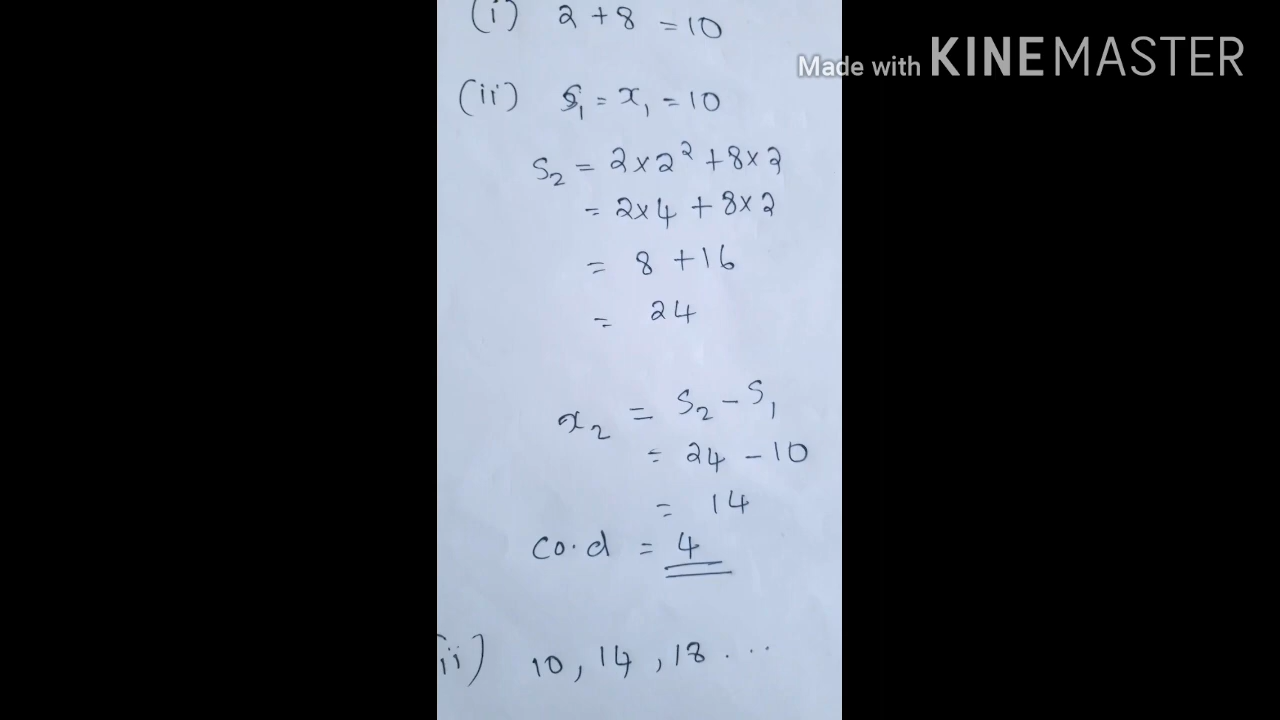 (i) 2 + 8 = 10
Made with KINEMASTER
(ii) S₁ = x₁ = 10
S₂ = 2 × 2² + 8 × 2
= 2 × 4 + 8 × 2
= 8 + 16
= 24
x₂ = S₂ − S₁
= 24 − 10
= 14
co.d = 4
ii) 10, 14, 18 ...